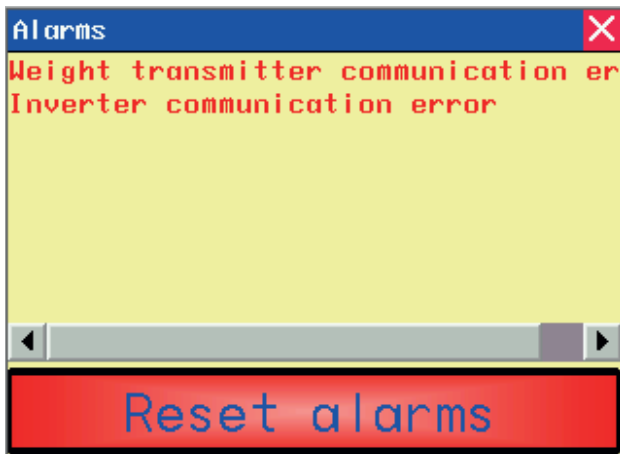 Alarms
Weight transmitter communication er
Inverter communication error
Reset alarms